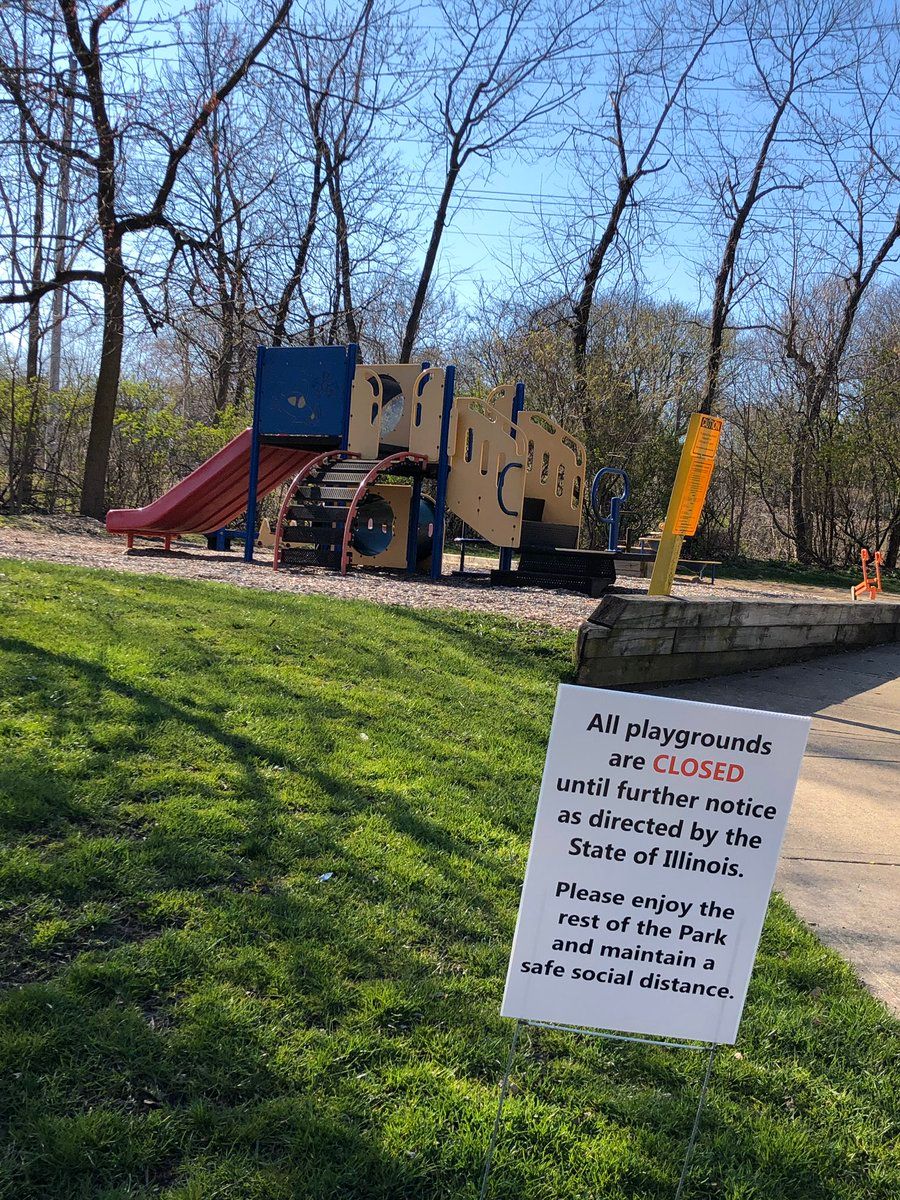 CAUTION
All playgrounds
are CLOSED
until further notice
as directed by the
State of Illinois.
Please enjoy the
rest of the Park
and maintain a
safe social distance.